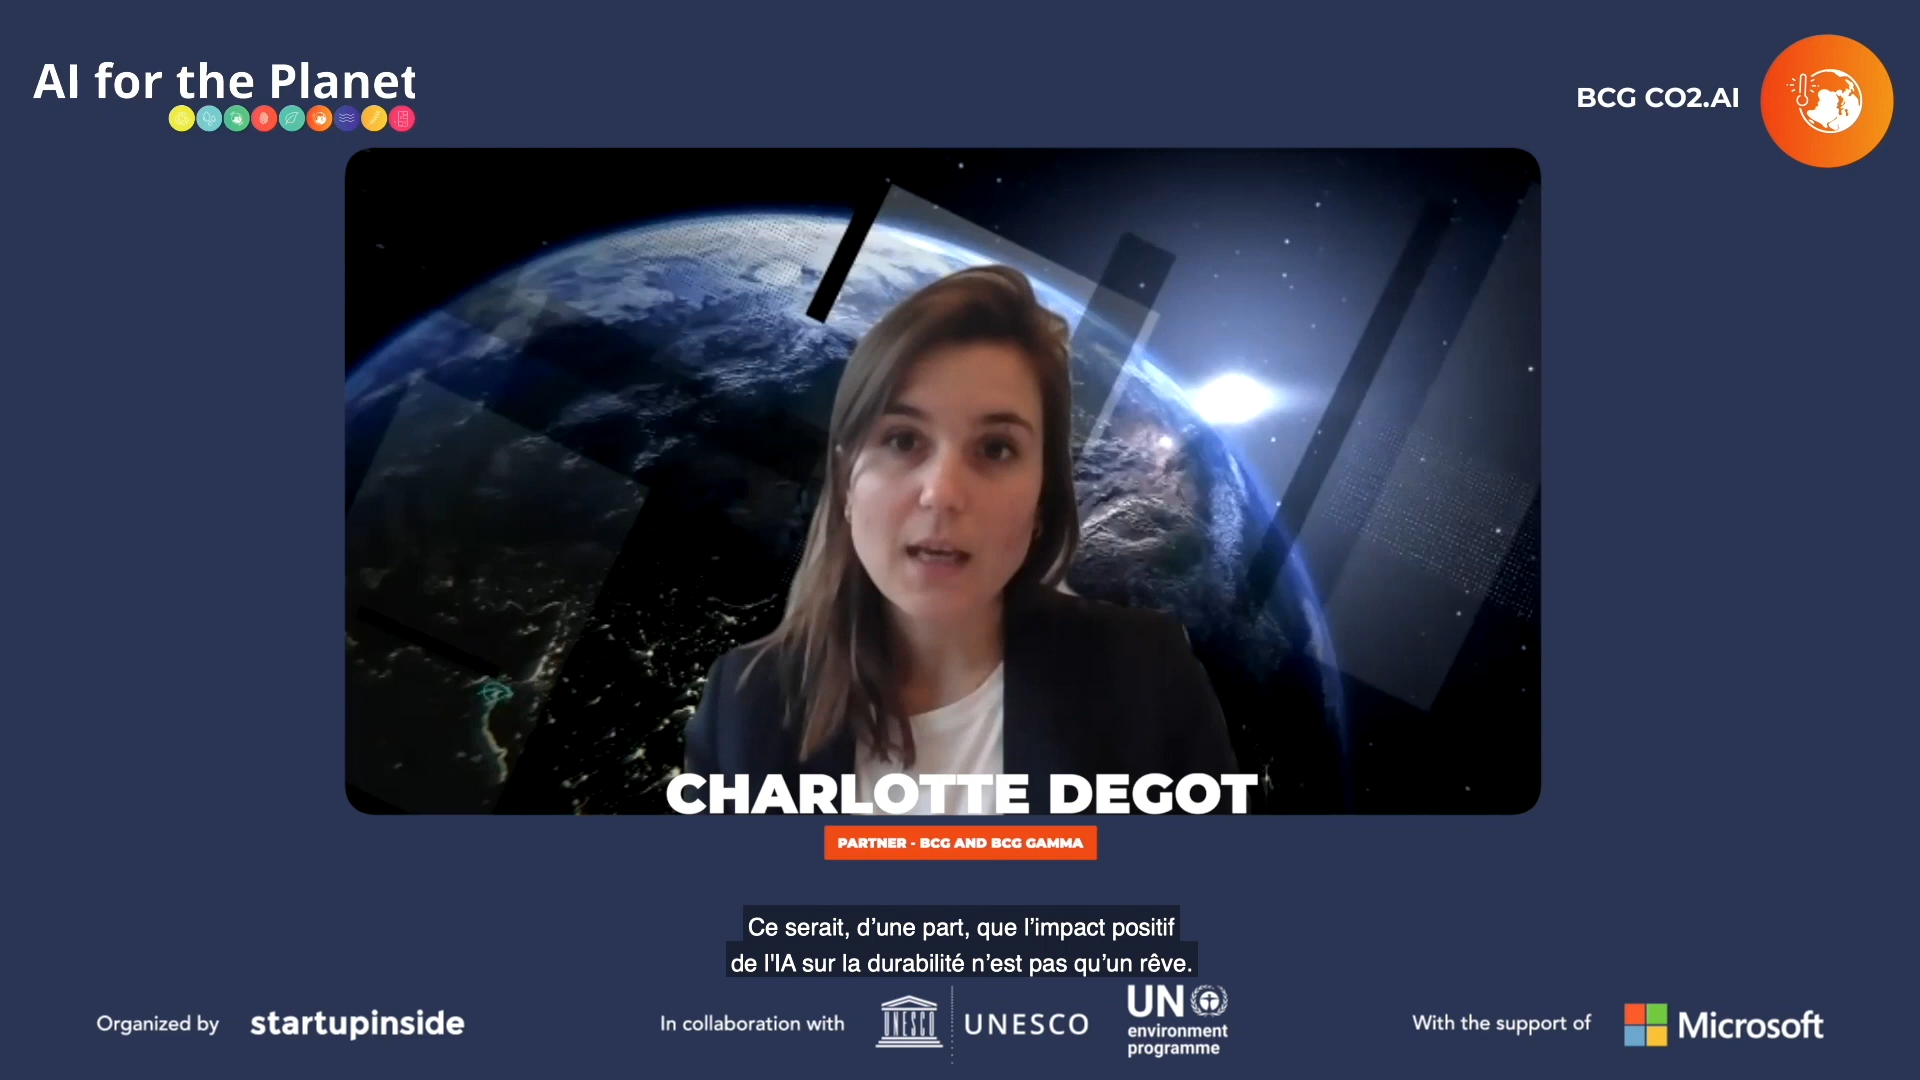 AI for the Planet
BCG CO2.AI
CHARLOTTE DEGOT
PARTNER - BCG AND BCG GAMMA
Ce serait, d’une part, que l’impact positif
de l'IA sur la durabilité n’est pas qu’un rêve.
Organized by
startupinside
In collaboration with
UNESCO
UNESCO
UN
environment
programme
With the support of
Microsoft